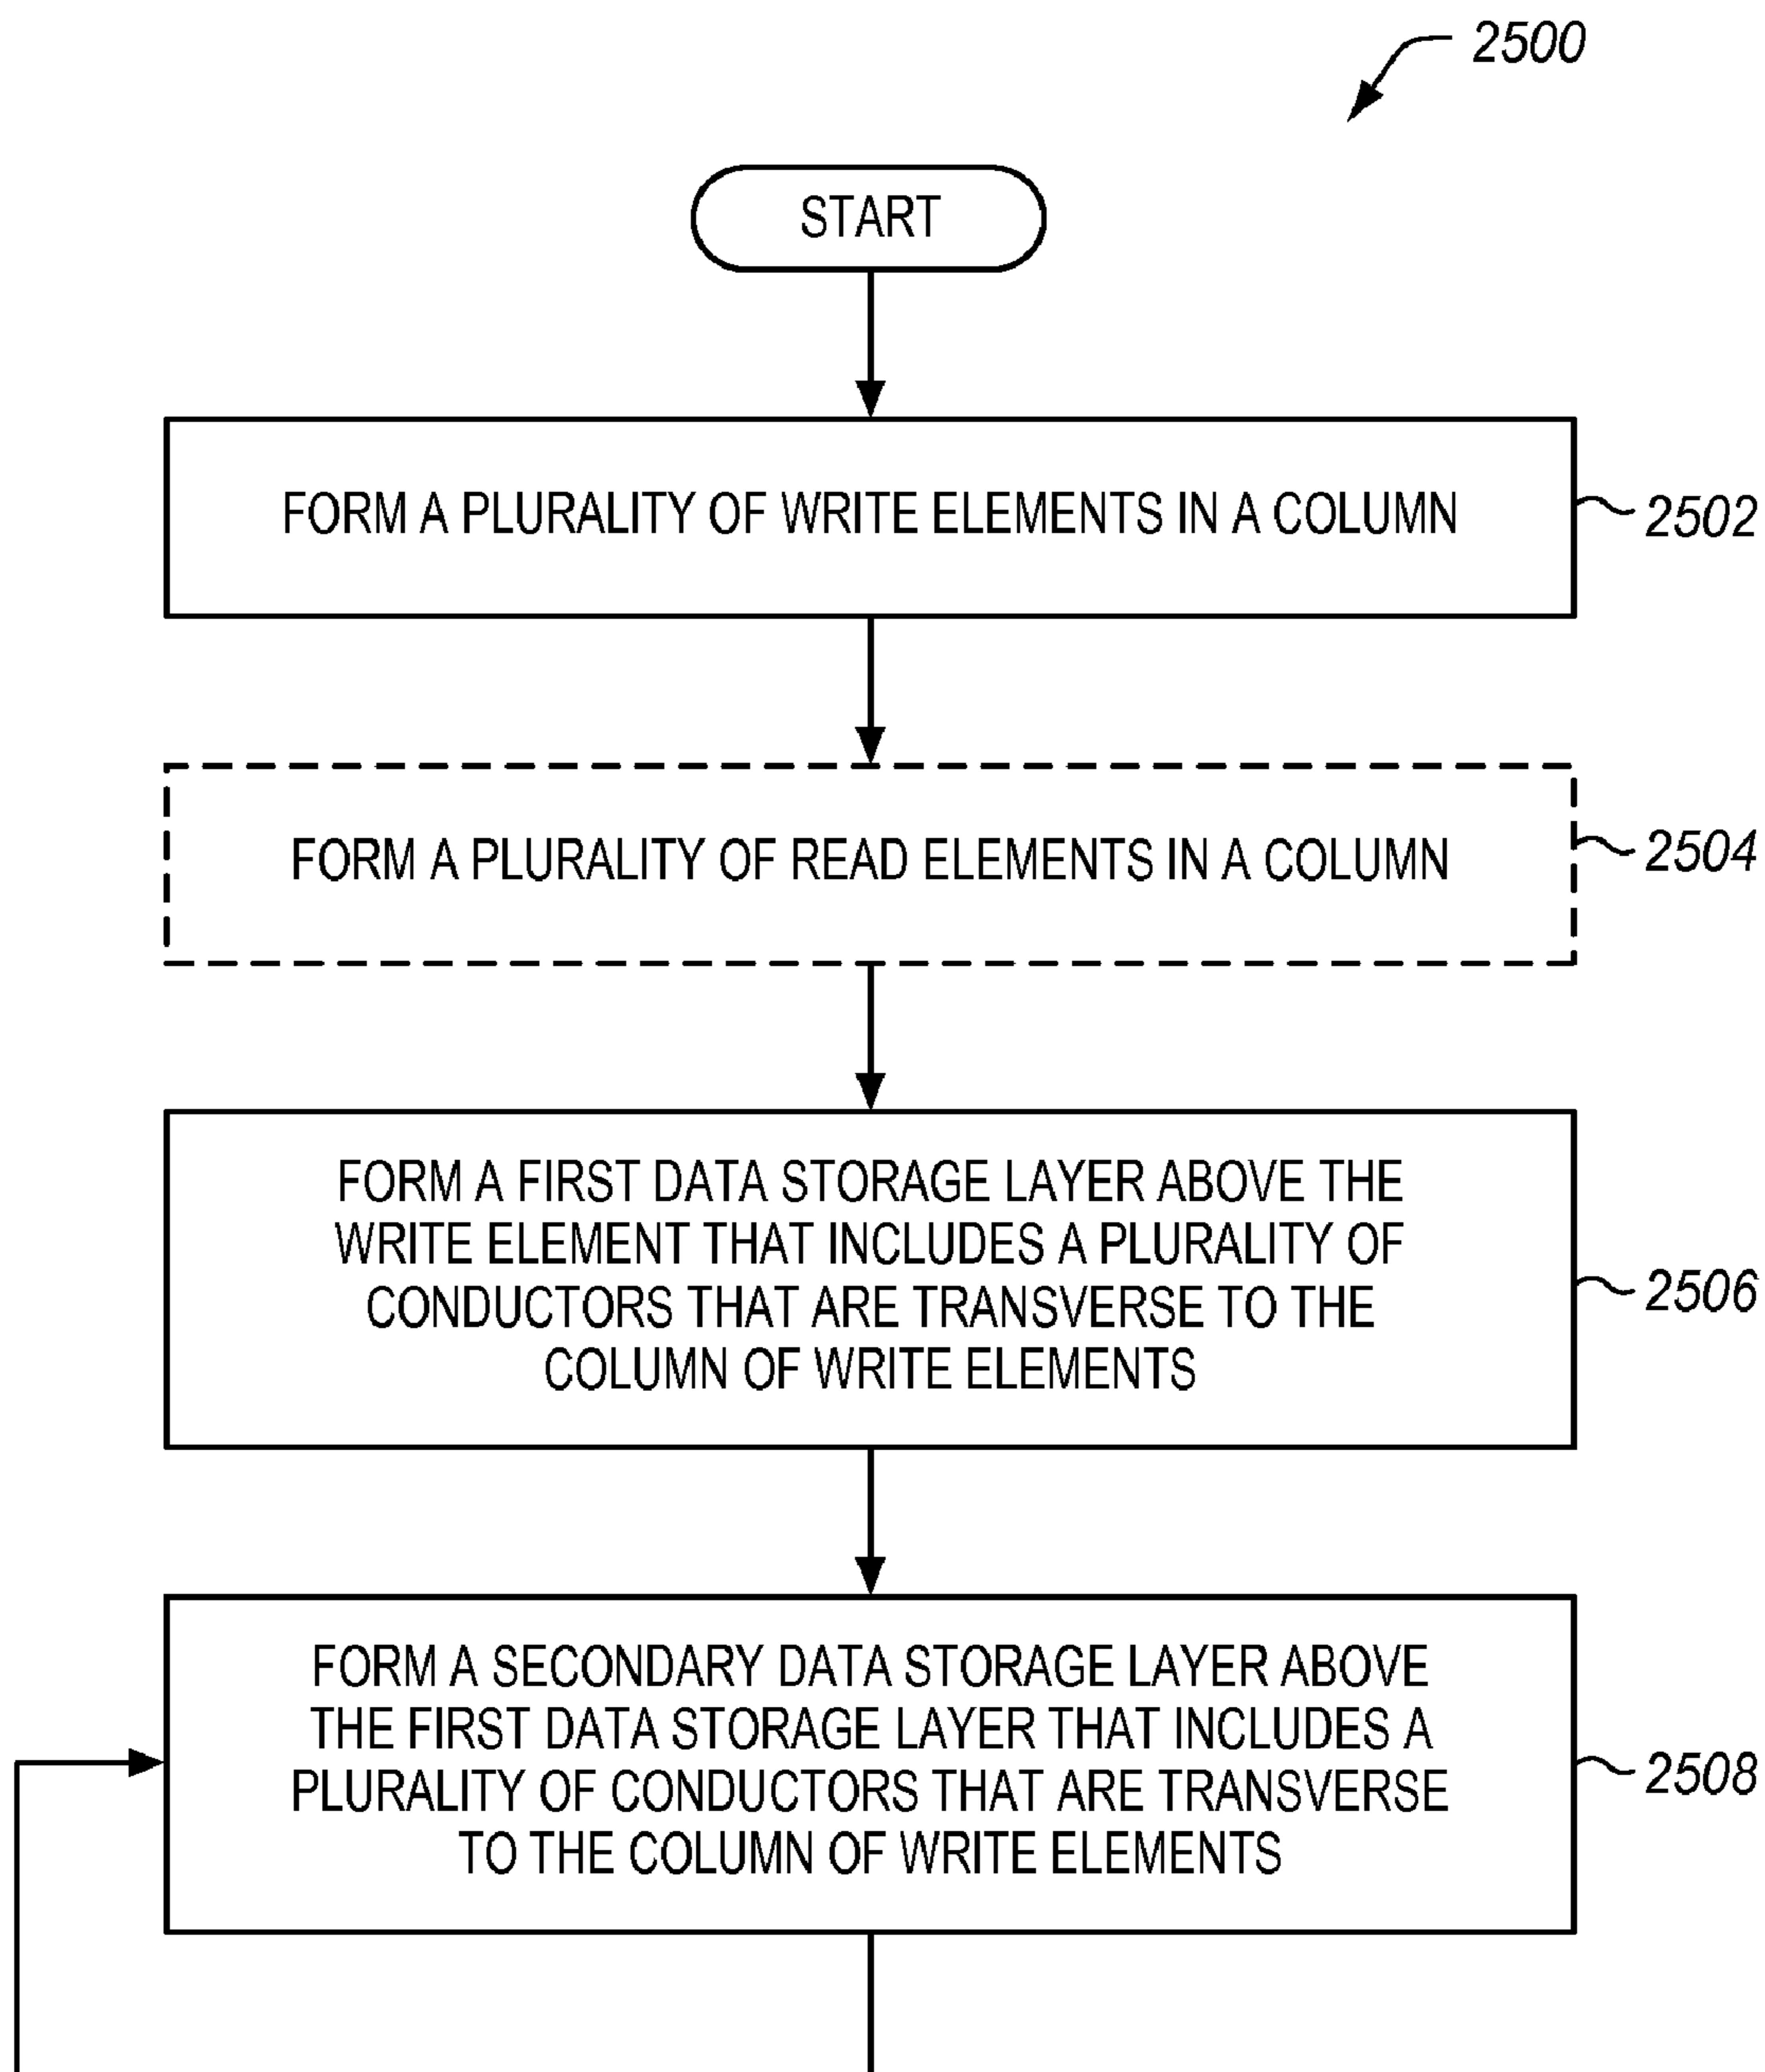 2500
START
FORM A PLURALITY OF WRITE ELEMENTS IN A COLUMN
2502
FORM A PLURALITY OF READ ELEMENTS IN A COLUMN
2504
FORM A FIRST DATA STORAGE LAYER ABOVE THE
WRITE ELEMENT THAT INCLUDES A PLURALITY OF
CONDUCTORS THAT ARE TRANSVERSE TO THE
COLUMN OF WRITE ELEMENTS
2506
FORM A SECONDARY DATA STORAGE LAYER ABOVE
THE FIRST DATA STORAGE LAYER THAT INCLUDES A
PLURALITY OF CONDUCTORS THAT ARE TRANSVERSE
TO THE COLUMN OF WRITE ELEMENTS
2508